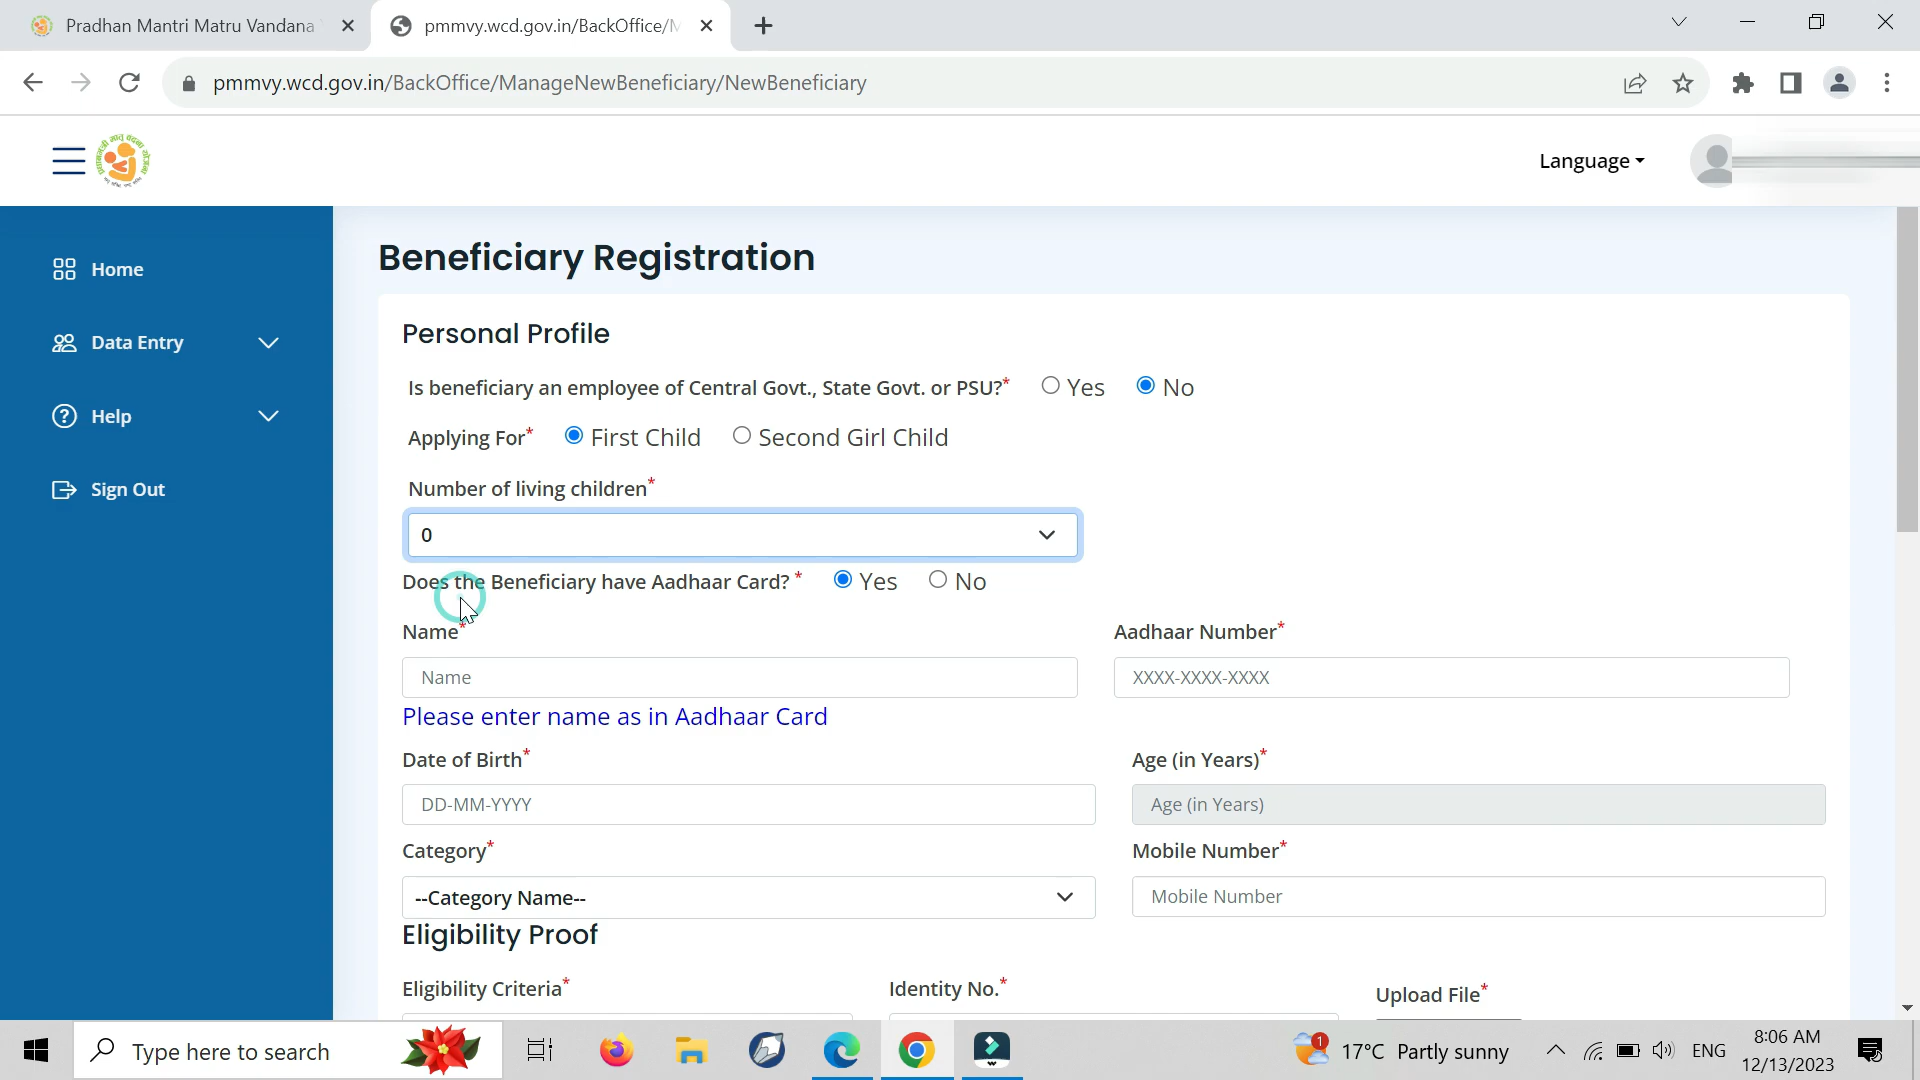 Pradhan Mantri Matru Vandana
pmmvy.wcd.gov.in/BackOffice/M
pmmvy.wcd.gov.in/BackOffice/ManageNewBeneficiary/NewBeneficiary
Language
Home
Data Entry
Help
Sign Out
Beneficiary Registration
Personal Profile
Is beneficiary an employee of Central Govt., State Govt. or PSU?* Yes No
Applying For* First Child Second Girl Child
Number of living children*
0
Does the Beneficiary have Aadhaar Card? * Yes No
Name* Aadhaar Number*
Name XXXX-XXXX-XXXX
Please enter name as in Aadhaar Card
Date of Birth* Age (in Years)*
DD-MM-YYYY Age (in Years)
Category* Mobile Number*
--Category Name-- Mobile Number
Eligibility Proof
Eligibility Criteria* Identity No.* Upload File*
Type here to search
1 17°C Partly sunny ENG 8:06 AM
12/13/2023